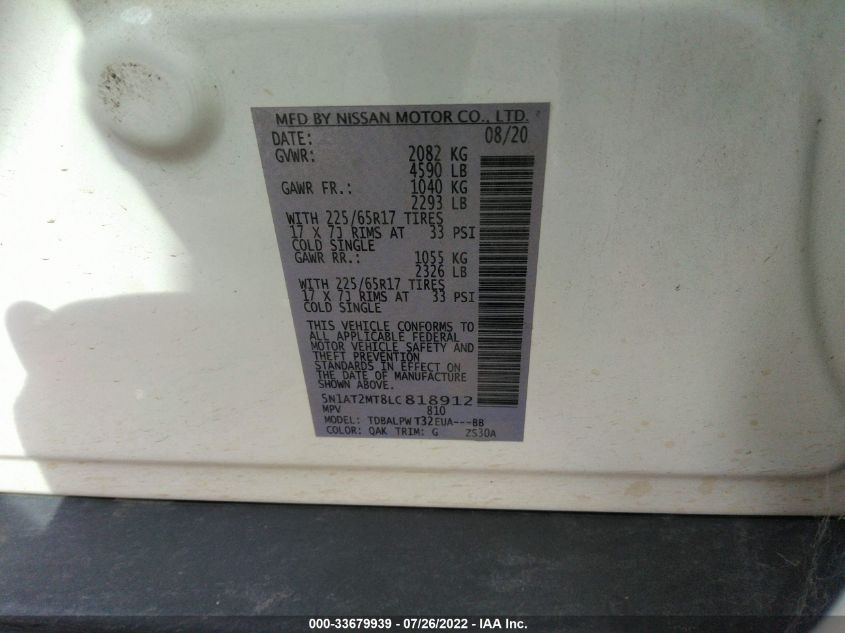 MFD BY NISSAN MOTOR CO., LTD.
DATE: 08/20
GVWR: 2082 KG
4590 LB
GAWR FR.: 1040 KG
2293 LB
WITH 225/65R17 TIRES
17 X 7J RIMS AT 33 PSI
COLD SINGLE
GAWR RR.: 1055 KG
2326 LB
WITH 225/65R17 TIRES
17 X 7J RIMS AT 33 PSI
COLD SINGLE
THIS VEHICLE CONFORMS TO
ALL APPLICABLE FEDERAL
MOTOR VEHICLE SAFETY AND
THEFT PREVENTION
STANDARDS IN EFFECT ON
THE DATE OF MANUFACTURE
SHOWN ABOVE.
5N1AT2MT8LC818912
MPV 810
MODEL: TDBALPWT32EUA---BB
COLOR: QAK TRIM: G ZS30A
000-33679939 - 07/26/2022 - IAA Inc.